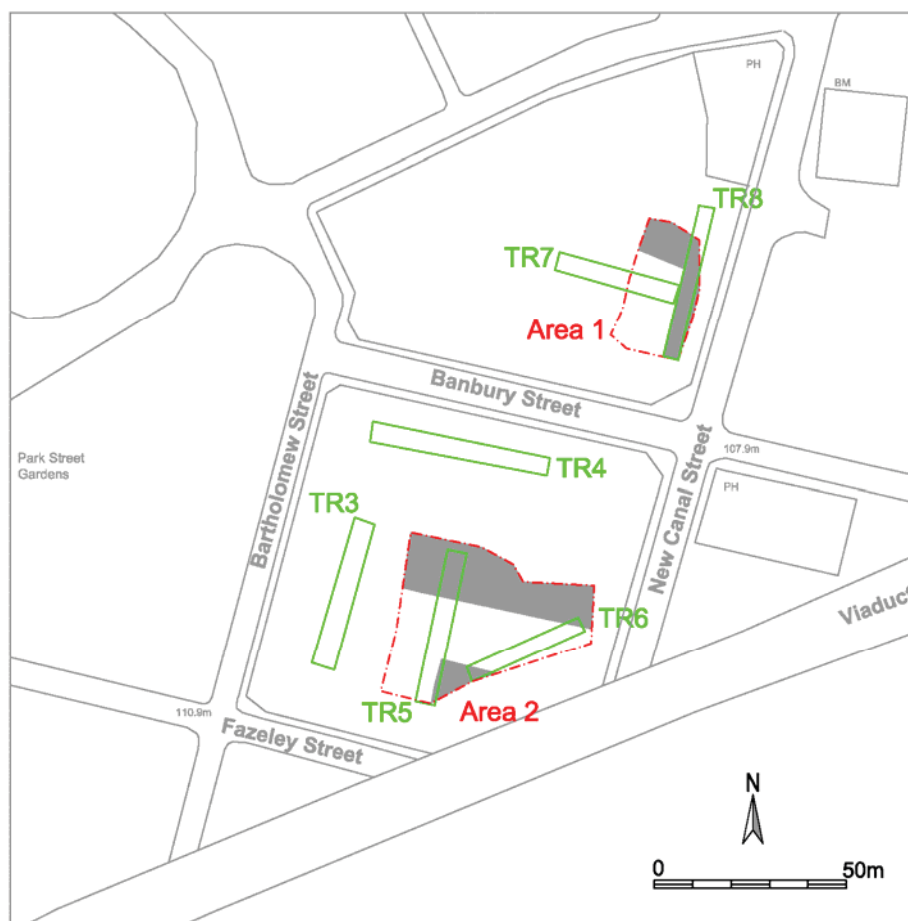 PH
BM
TR8
TR7
Area 1
Banbury Street
Bartholomew Street
Park Street
Gardens
TR4
107.9m
PH
New Canal Street
TR3
Viaduct
TR6
TR5
Area 2
110.9m
Fazeley Street
N
0
50m